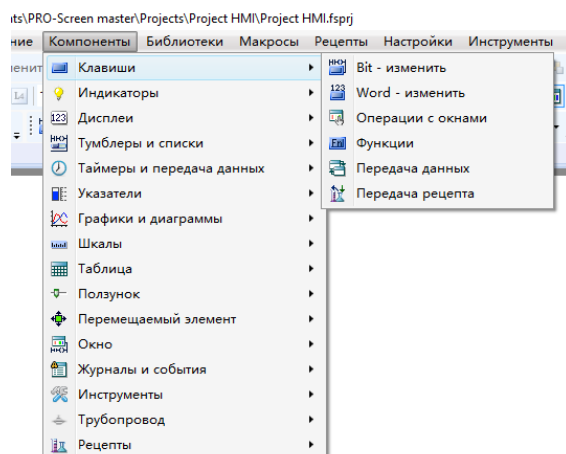 nts\PRO-Screen master\Projects\Project HMI\Project HMI.fsprj
ние Компоненты Библиотеки Макросы Рецепты Настройки Инструменты
Клавиши
Bit - изменить
Индикаторы
Word - изменить
Дисплеи
Операции с окнами
Тумблеры и списки
Функции
Таймеры и передача данных
Передача данных
Указатели
Передача рецепта
Графики и диаграммы
Шкалы
Таблица
Ползунок
Перемещаемый элемент
Окно
Журналы и события
Инструменты
Трубопровод
Рецепты